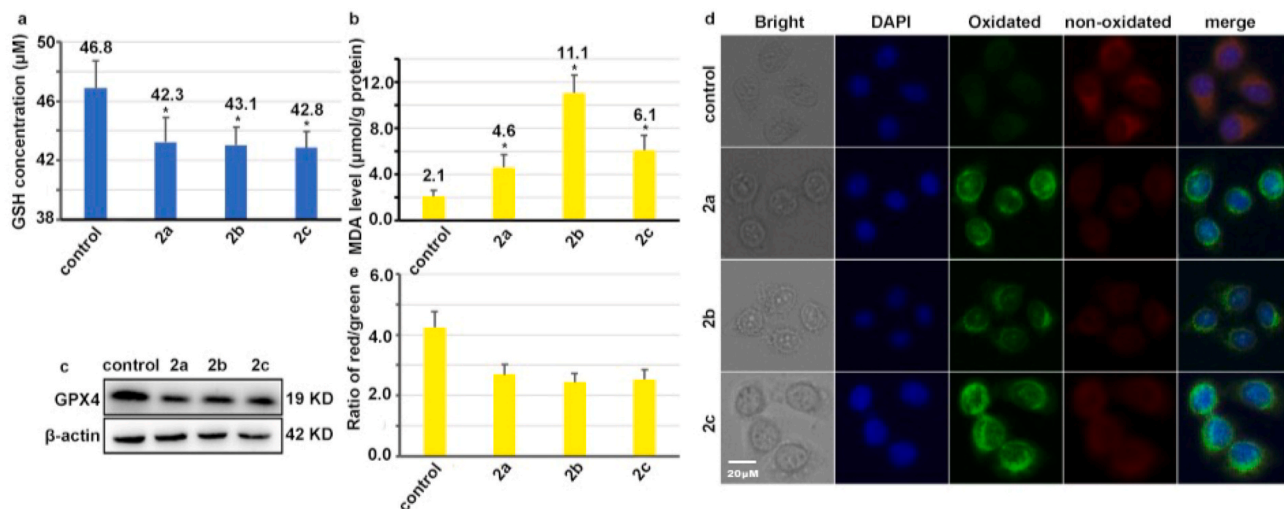 a
GSH concentration (µM)
50
46
42
38
46.8
42.3
*
43.1
*
42.8
*
control
2a
2b
2c
b
MDA level (µmol/g protein)
12.0
8.0
4.0
0.0
2.1
4.6
*
11.1
*
6.1
*
control
2a
2b
2c
c
control 2a 2b 2c
GPX4 19 KD
β-actin 42 KD
e
Ratio of red/green
6.0
4.0
2.0
0.0
control
2a
2b
2c
d
Bright DAPI Oxidated non-oxidated merge
control
2a
2b
2c
20µM